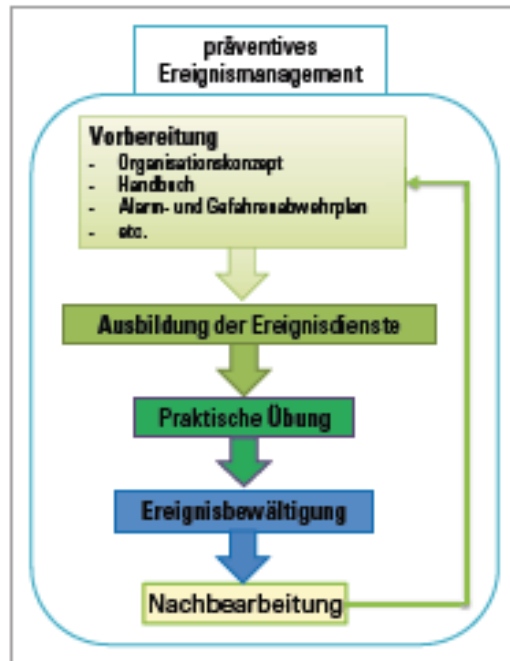 präventives
Ereignismanagement
Vorbereitung
- Organisationskonzept
- Handbuch
- Alarm- und Gefahrenabwehrplan
- etc.
Ausbildung der Ereignisdienste
Praktische Übung
Ereignisbewältigung
Nachbearbeitung